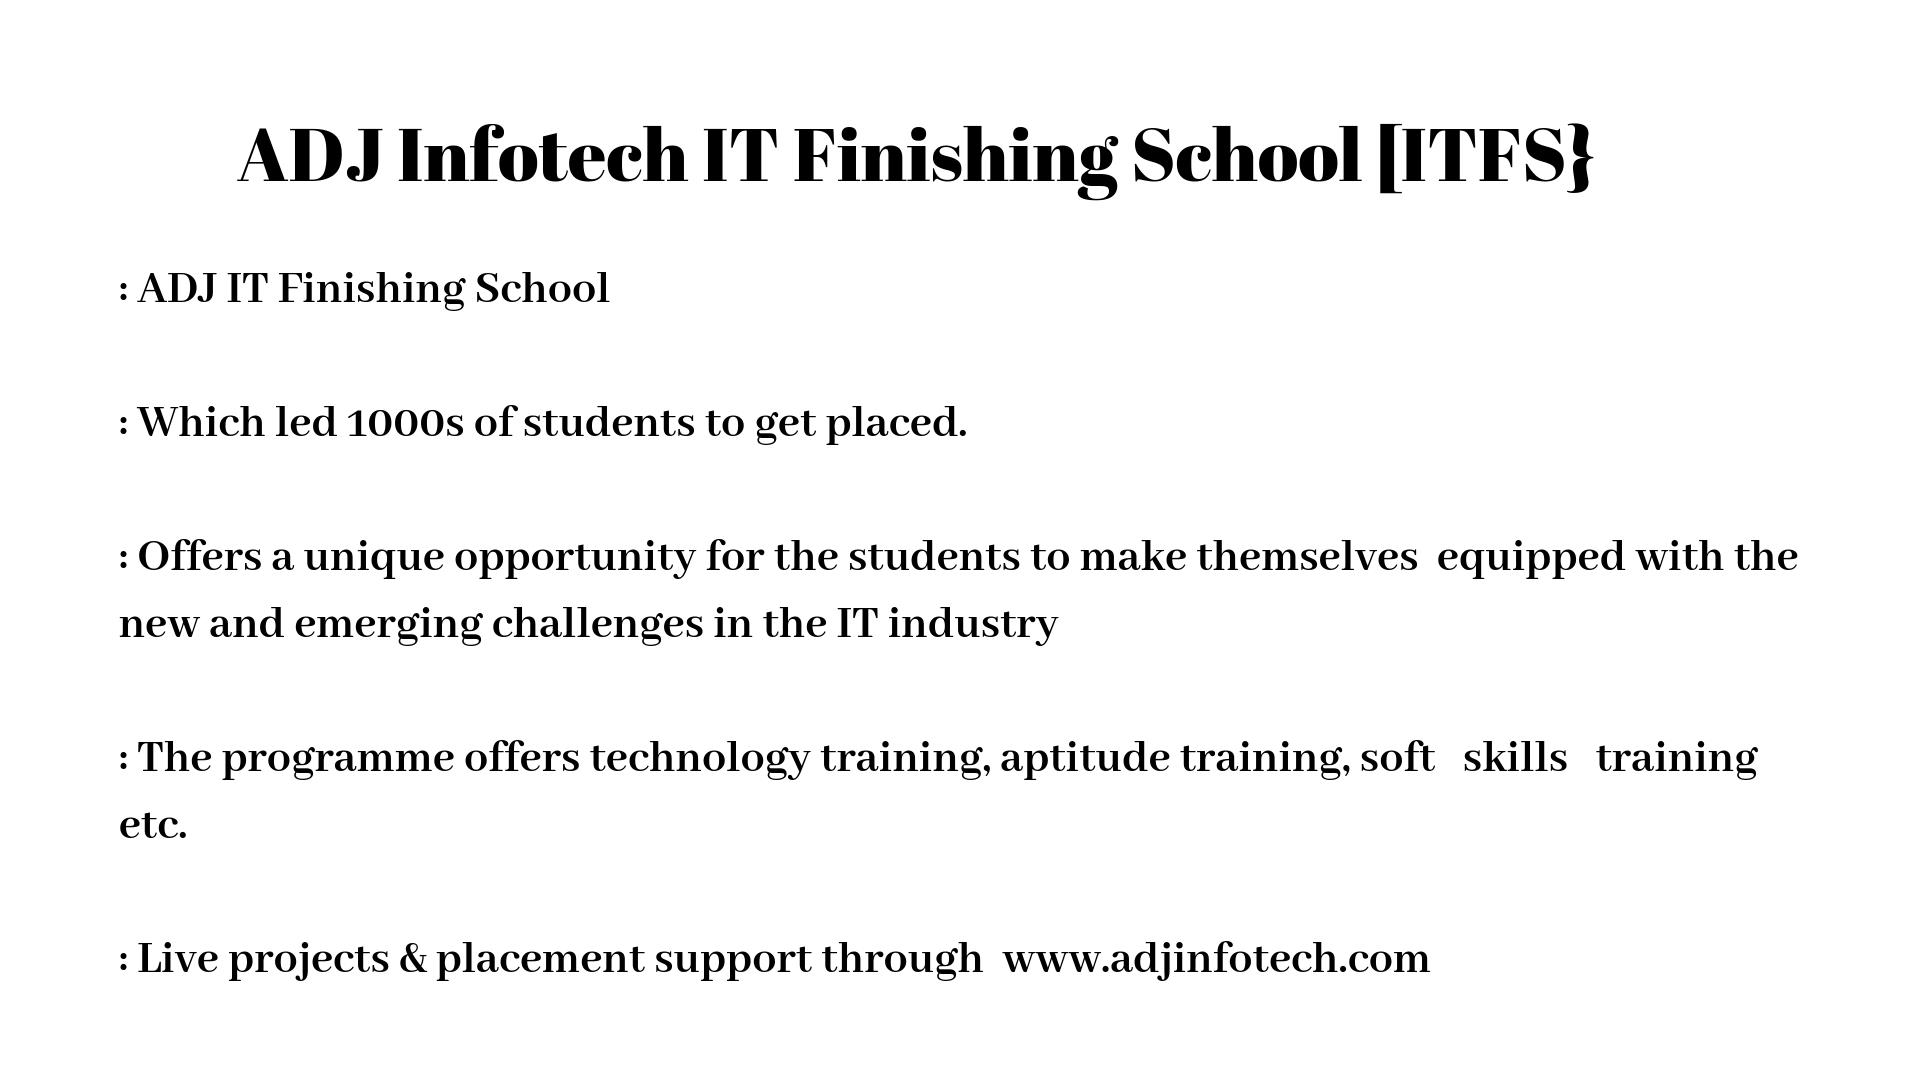 ADJ Infotech IT Finishing School [ITFS}
: ADJ IT Finishing School
: Which led 1000s of students to get placed.
: Offers a unique opportunity for the students to make themselves  equipped with the
new and emerging challenges in the IT industry
: The programme offers technology training, aptitude training, soft   skills   training
etc.
: Live projects & placement support through  www.adjinfotech.com